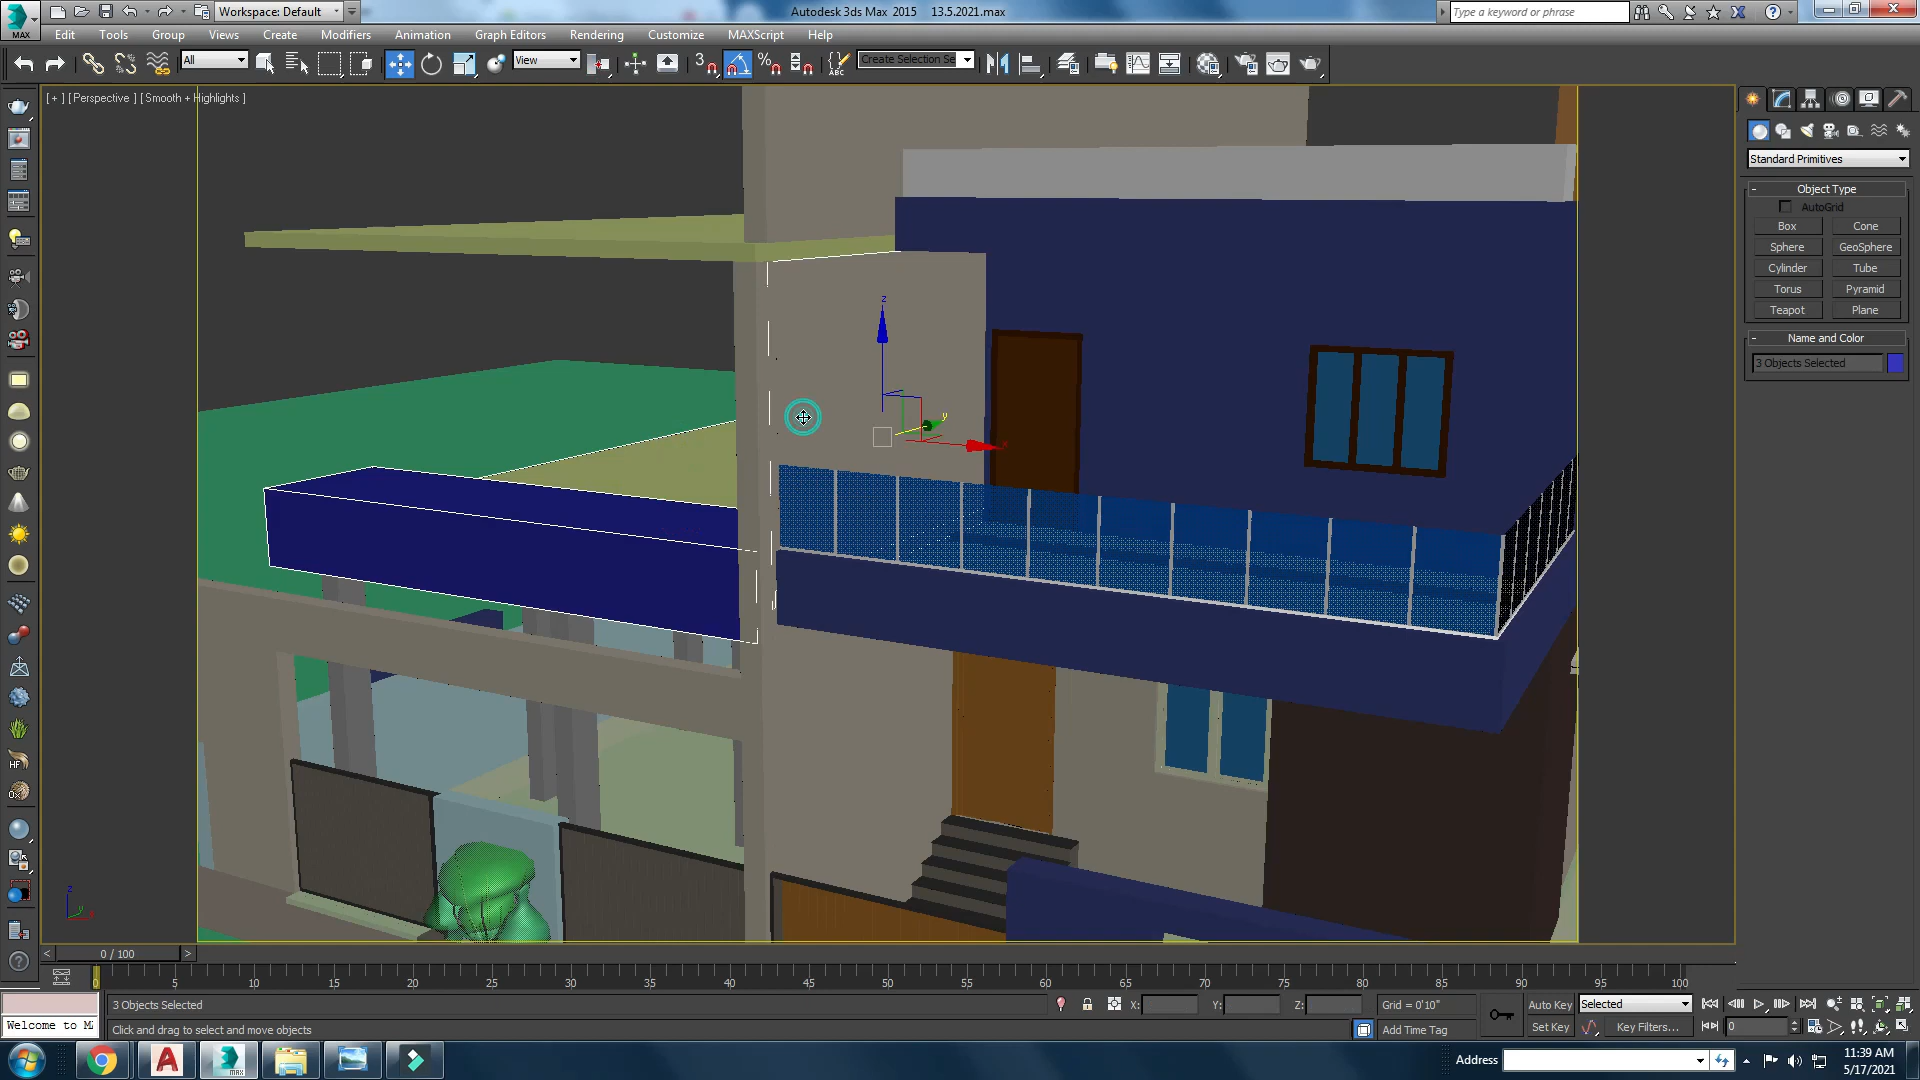 Workspace: Default
Autodesk 3ds Max 2015    13.5.2021.max
Type a keyword or phrase
MAX
Edit Tools Group Views Create Modifiers Animation Graph Editors Rendering Customize MAXScript Help
All
View
3
%
ABC
Create Selection Se
[ + ] [ Perspective ] [ Smooth + Highlights ]
Standard Primitives
- Object Type
AutoGrid
Box Cone
Sphere GeoSphere
Cylinder Tube
Torus Pyramid
Teapot Plane
- Name and Color
3 Objects Selected
z
y
x
HF
z
y
x
< 0 / 100 >
0 5 10 15 20 25 30 35 40 45 50 55 60 65 70 75 80 85 90 95 100
3 Objects Selected
X: Y: Z:
Grid = 0'10"
Auto Key
Selected
Welcome to M
Click and drag to select and move objects
Add Time Tag
Set Key
Key Filters...
0
MAX
Address
11:39 AM
5/17/2021